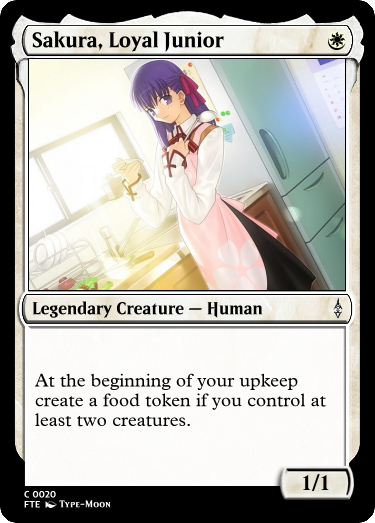 Sakura, Loyal Junior
Legendary Creature — Human
At the beginning of your upkeep
create a food token if you control at
least two creatures.
1/1
C 0020
FTE Type-Moon